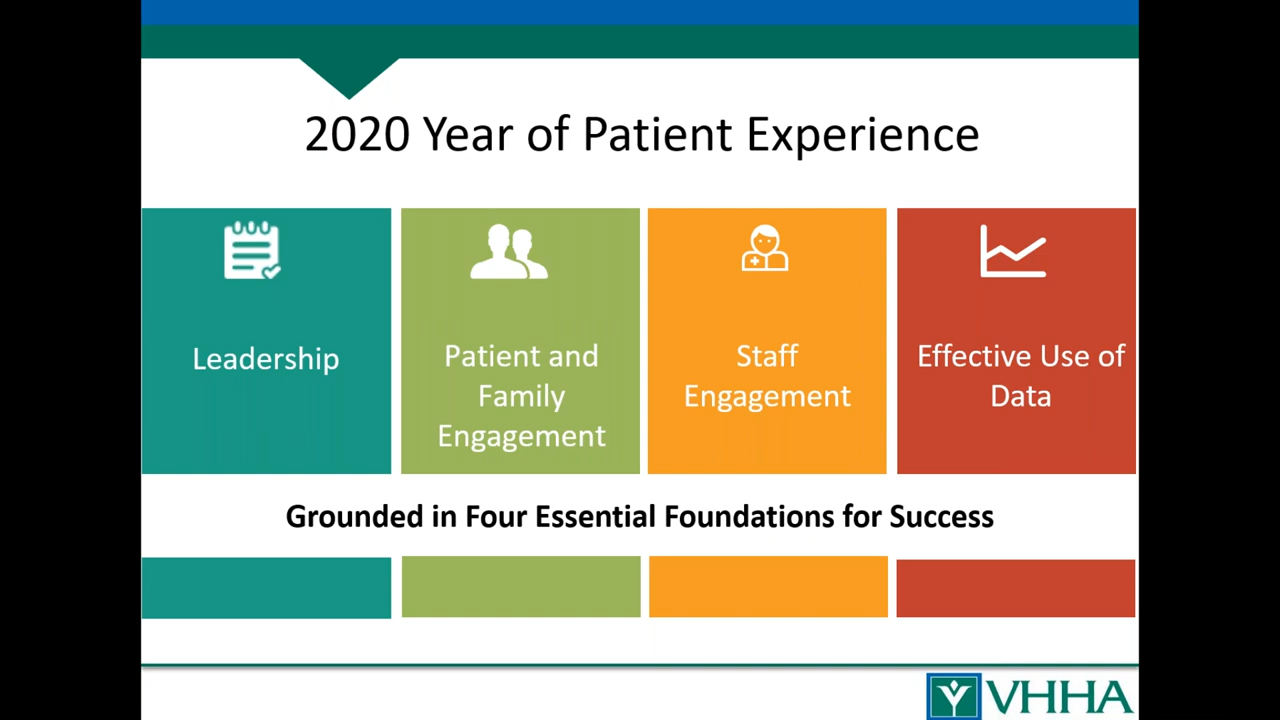 2020 Year of Patient Experience
Leadership
Patient and
Family
Engagement
Staff
Engagement
Effective Use of
Data
Grounded in Four Essential Foundations for Success
VHHA